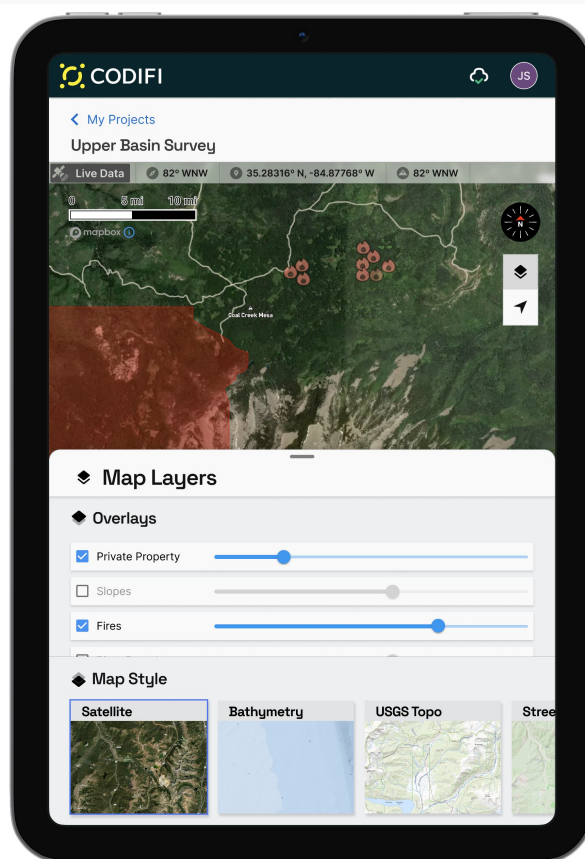 CODIFI
JS
My Projects
Upper Basin Survey
Live Data 82° WNW 35.28316° N, -84.87768° W 82° WNW
0 5 mi 10 mi
mapbox i
N
Coal Creek Mesa
Map Layers
Overlays
Private Property
Slopes
Fires
Map Style
Satellite Bathymetry USGS Topo Stree